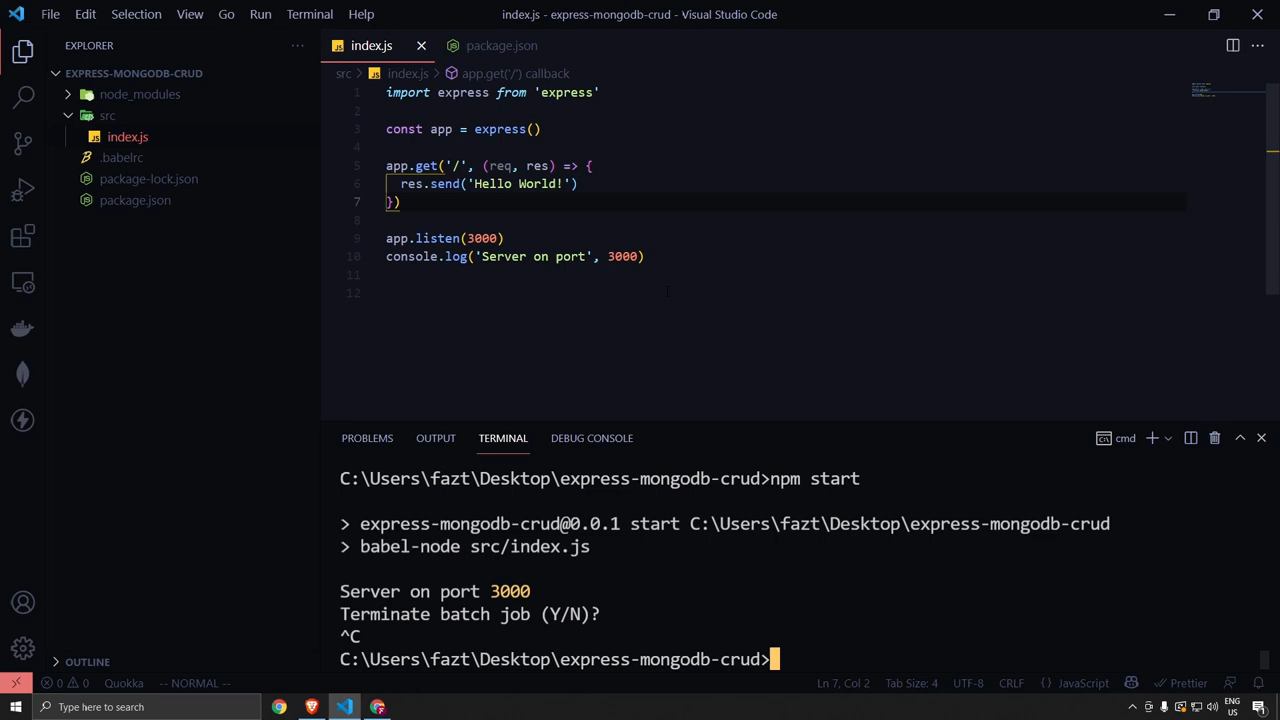 File Edit Selection View Go Run Terminal Help
index.js - express-mongodb-crud - Visual Studio Code
EXPLORER
EXPRESS-MONGODB-CRUD
node_modules
src
JS index.js
.babelrc
package-lock.json
package.json
OUTLINE
JS index.js
package.json
src > JS index.js > app.get('/') callback
1 import express from 'express'
2
3 const app = express()
4
5 app.get('/', (req, res) => {
6 res.send('Hello World!')
7 })
8
9 app.listen(3000)
10 console.log('Server on port', 3000)
11
12
PROBLEMS OUTPUT TERMINAL DEBUG CONSOLE
cmd
C:\Users\fazt\Desktop\express-mongodb-crud>npm start
> express-mongodb-crud@0.0.1 start C:\Users\fazt\Desktop\express-mongodb-crud
> babel-node src/index.js
Server on port 3000
Terminate batch job (Y/N)?
^C
C:\Users\fazt\Desktop\express-mongodb-crud>
0 0 Quokka -- NORMAL --
Ln 7, Col 2 Tab Size: 4 UTF-8 CRLF {} JavaScript Prettier
Type here to search
ENG
US